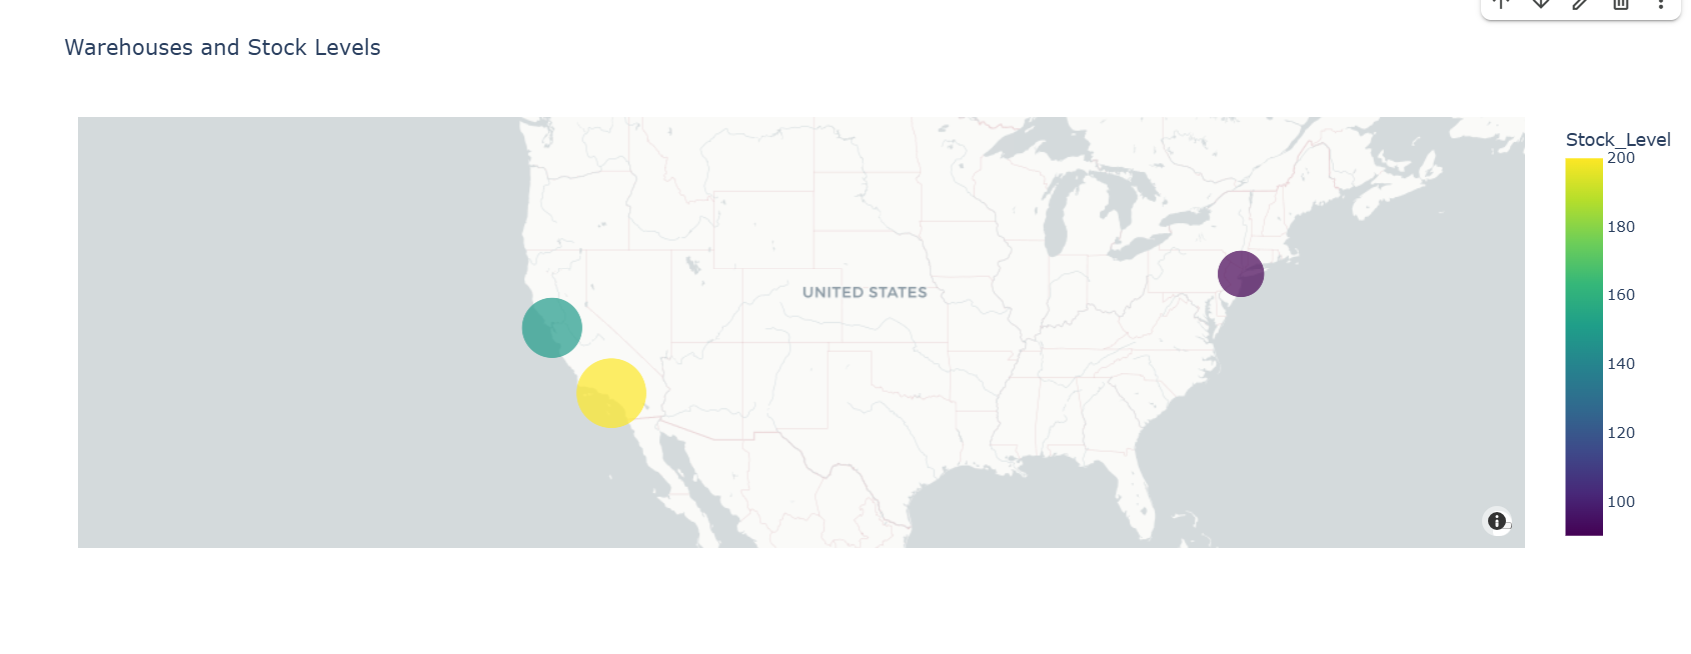 Warehouses and Stock Levels
Stock_Level
200
180
160
140
120
100
UNITED STATES